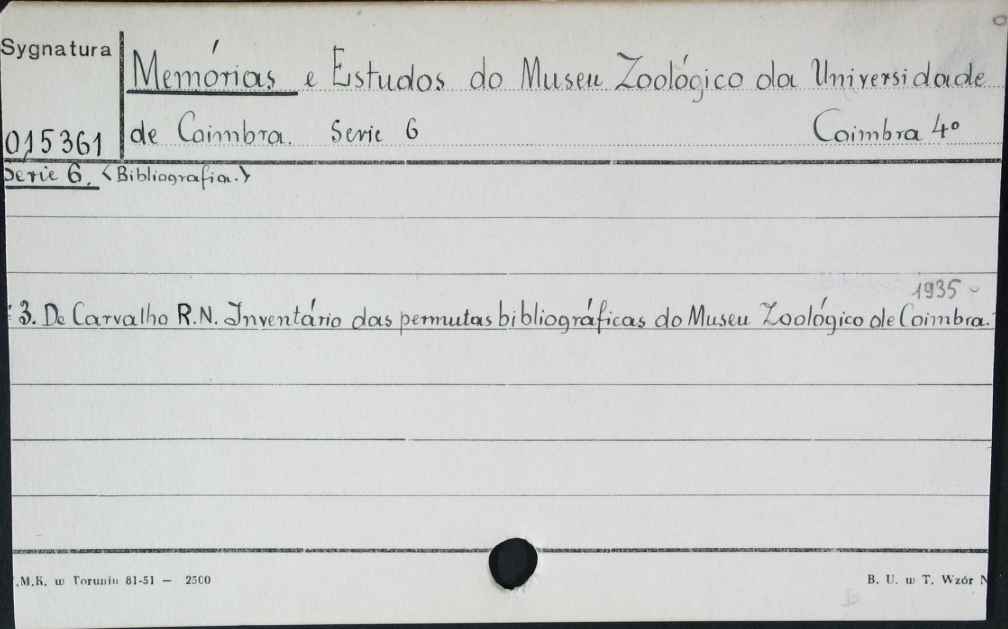 Sygnatura
Memórias e Estudos do Museu Zoológico da Universidade
015361
de Coimbra. Serie 6 Coimbra 4°
Serie 6. <Bibliografia.>
1935
3. De Carvalho R.N. Inventário das permutas bibliográficas do Museu Zoológico de Coimbra.
.M.K. w Toruniu 81-51 — 2500
B. U. w T. Wzór N